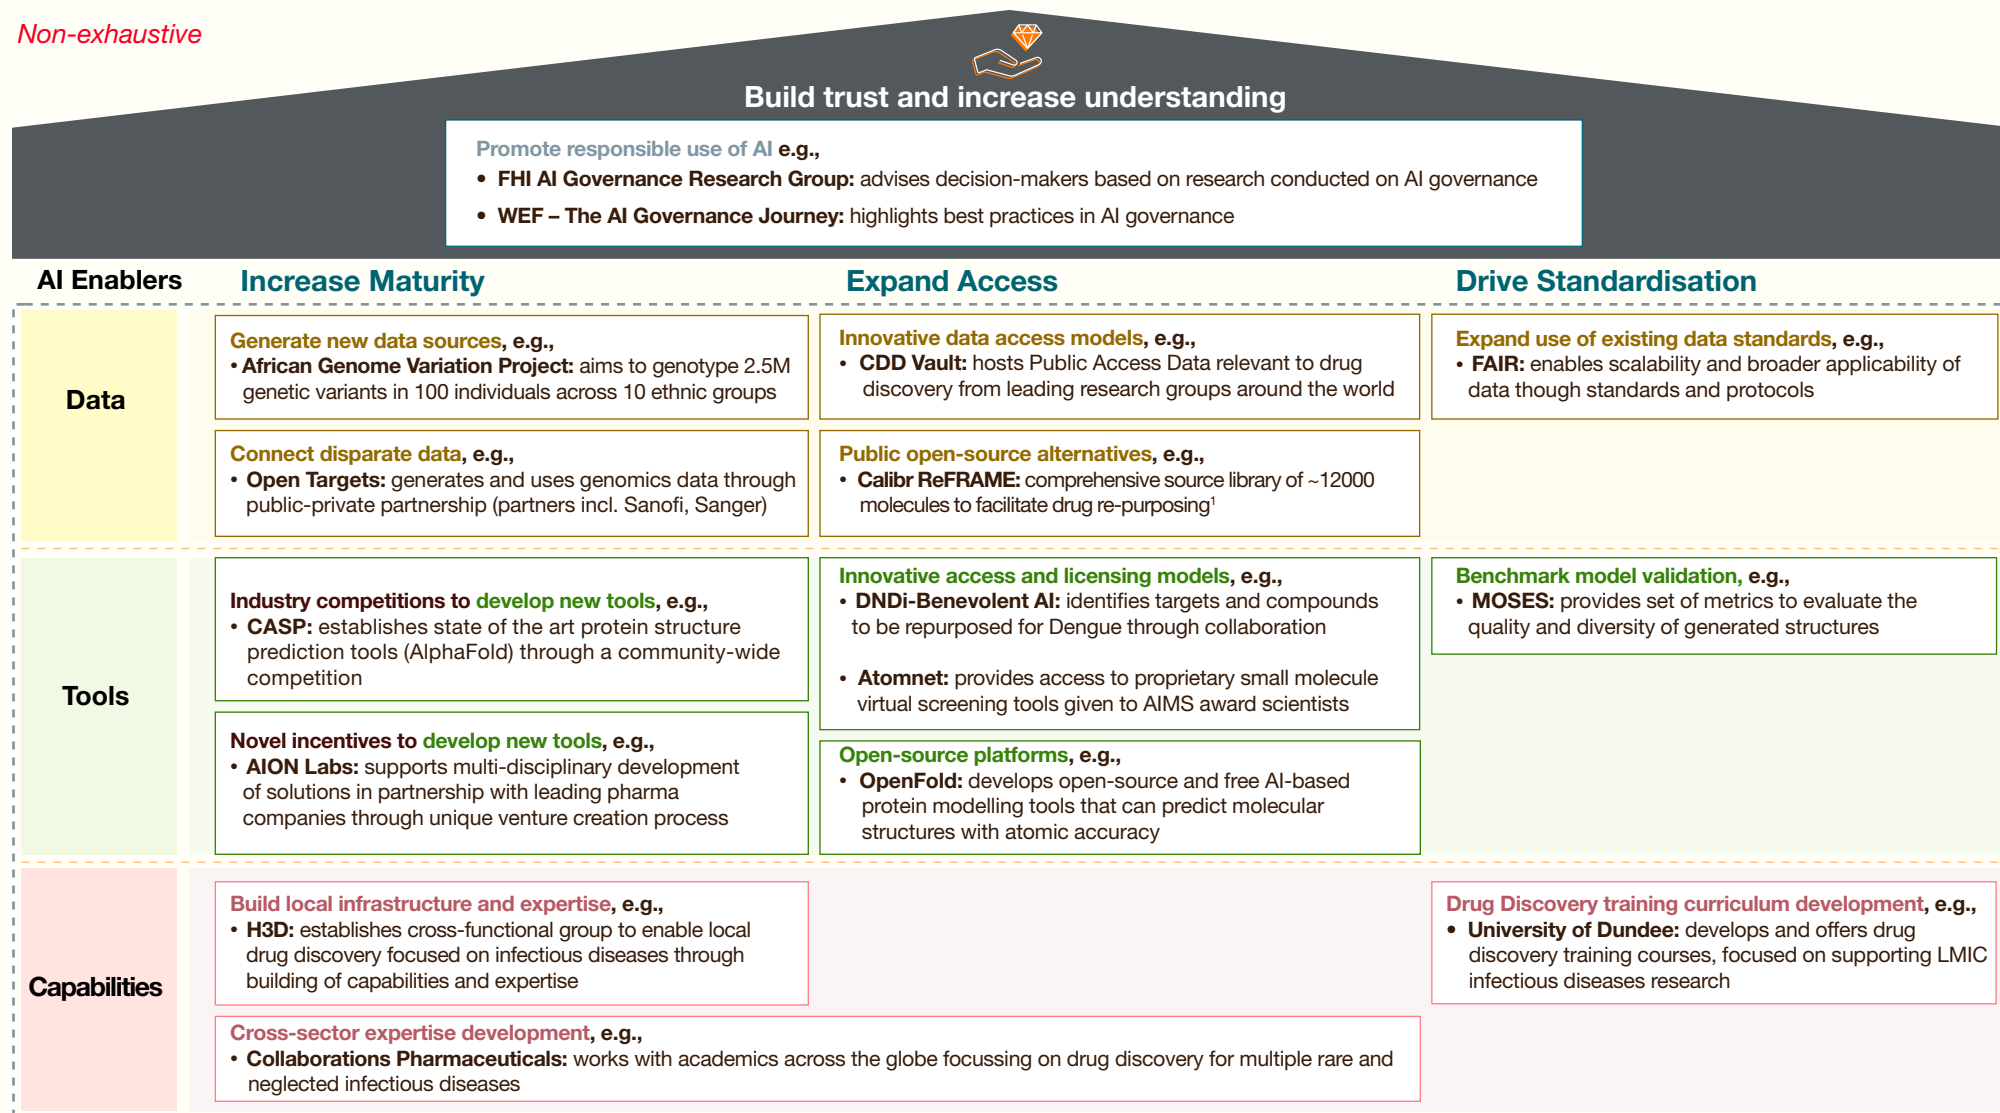 Non-exhaustive
Build trust and increase understanding
Promote responsible use of AI e.g.,
• FHI AI Governance Research Group: advises decision-makers based on research conducted on AI governance
• WEF – The AI Governance Journey: highlights best practices in AI governance
AI Enablers
Increase Maturity
Expand Access
Drive Standardisation
Data
Generate new data sources, e.g.,
• African Genome Variation Project: aims to genotype 2.5M
genetic variants in 100 individuals across 10 ethnic groups
Connect disparate data, e.g.,
• Open Targets: generates and uses genomics data through
public-private partnership (partners incl. Sanofi, Sanger)
Innovative data access models, e.g.,
• CDD Vault: hosts Public Access Data relevant to drug
discovery from leading research groups around the world
Public open-source alternatives, e.g.,
• Calibr ReFRAME: comprehensive source library of ~12000
molecules to facilitate drug re-purposing¹
Expand use of existing data standards, e.g.,
• FAIR: enables scalability and broader applicability of
data though standards and protocols
Tools
Industry competitions to develop new tools, e.g.,
• CASP: establishes state of the art protein structure
prediction tools (AlphaFold) through a community-wide
competition
Novel incentives to develop new tools, e.g.,
• AION Labs: supports multi-disciplinary development
of solutions in partnership with leading pharma
companies through unique venture creation process
Innovative access and licensing models, e.g.,
• DNDi-Benevolent AI: identifies targets and compounds
to be repurposed for Dengue through collaboration
• Atomnet: provides access to proprietary small molecule
virtual screening tools given to AIMS award scientists
Open-source platforms, e.g.,
• OpenFold: develops open-source and free AI-based
protein modelling tools that can predict molecular
structures with atomic accuracy
Benchmark model validation, e.g.,
• MOSES: provides set of metrics to evaluate the
quality and diversity of generated structures
Capabilities
Build local infrastructure and expertise, e.g.,
• H3D: establishes cross-functional group to enable local
drug discovery focused on infectious diseases through
building of capabilities and expertise
Drug Discovery training curriculum development, e.g.,
• University of Dundee: develops and offers drug
discovery training courses, focused on supporting LMIC
infectious diseases research
Cross-sector expertise development, e.g.,
• Collaborations Pharmaceuticals: works with academics across the globe focussing on drug discovery for multiple rare and
neglected infectious diseases